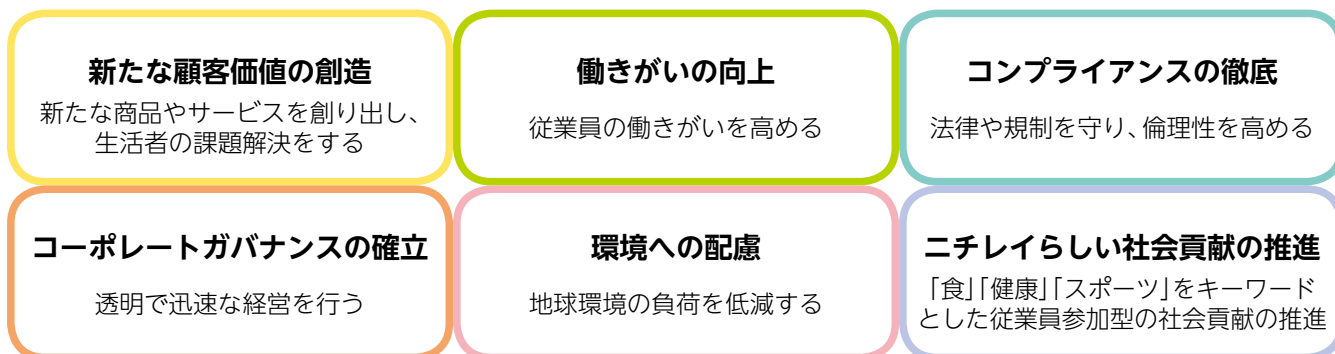 新たな顧客価値の創造
新たな商品やサービスを創り出し、
生活者の課題解決をする
働きがいの向上
従業員の働きがいを高める
コンプライアンスの徹底
法律や規制を守り、倫理性を高める
コーポレートガバナンスの確立
透明で迅速な経営を行う
環境への配慮
地球環境の負荷を低減する
ニチレイらしい社会貢献の推進
「食」「健康」「スポーツ」をキーワード
とした従業員参加型の社会貢献の推進